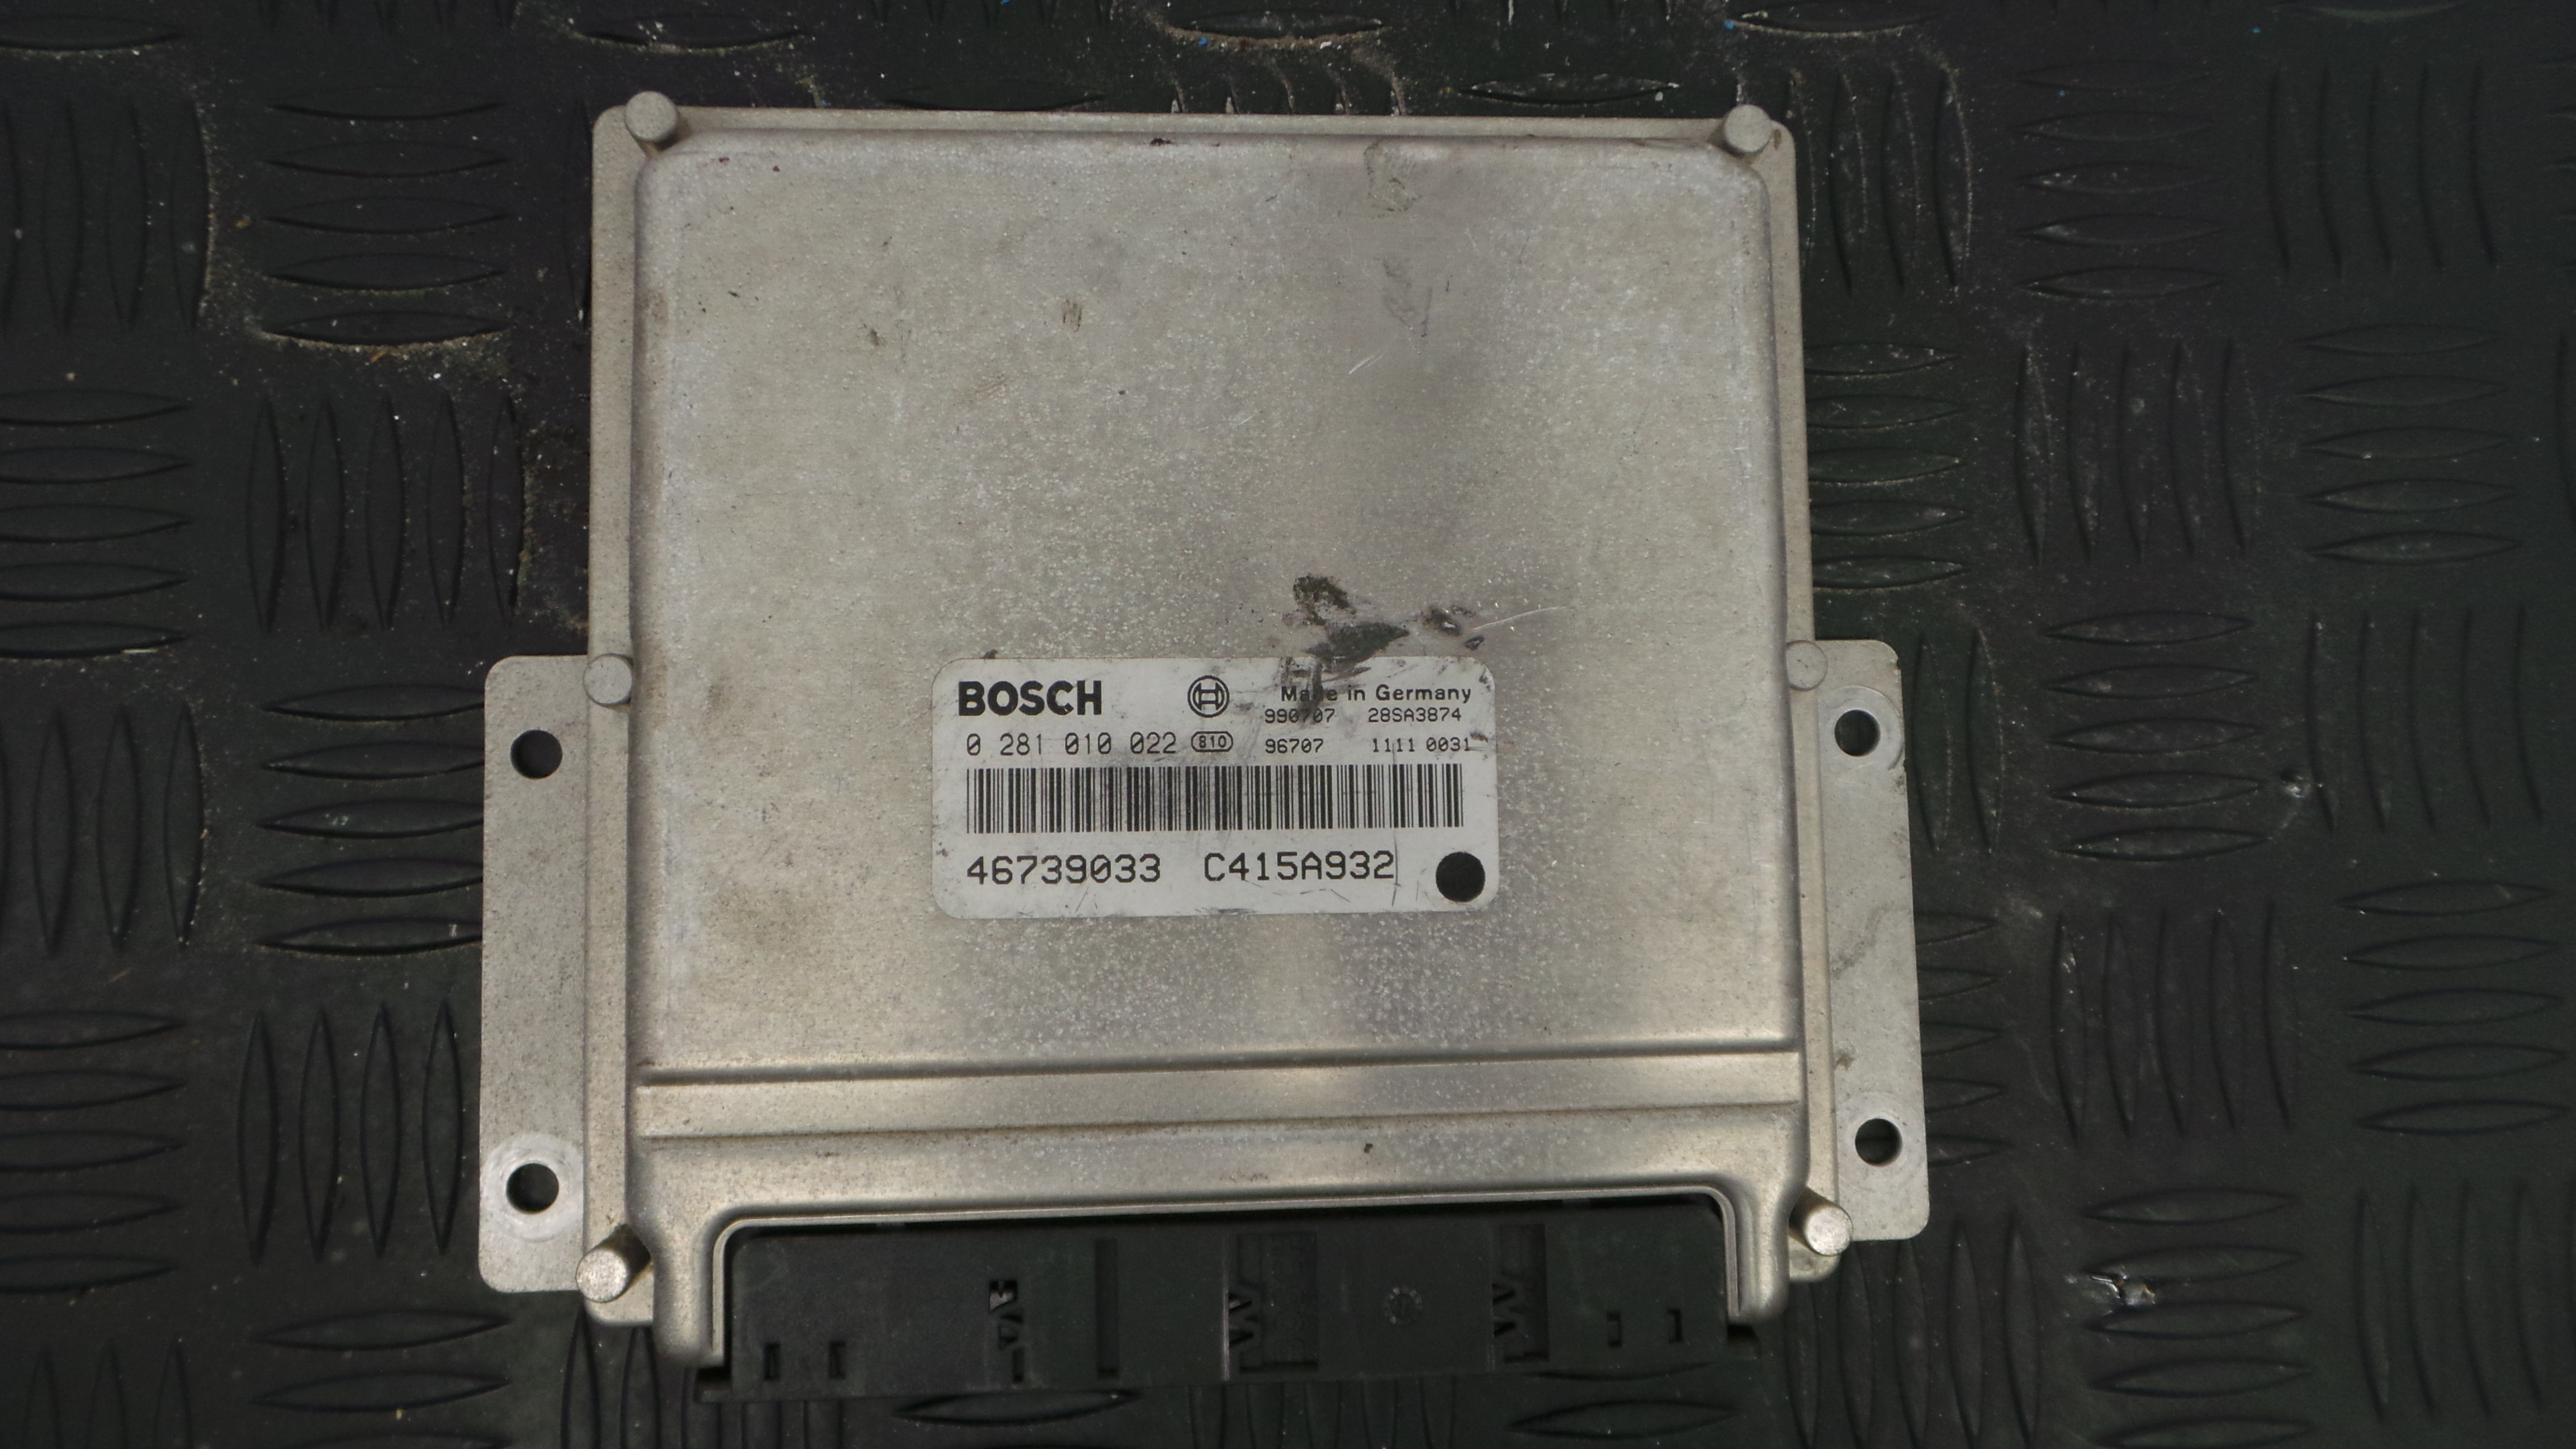 BOSCH Made in Germany
990707 28SA3874
0 281 010 022 810 96707 1111 0031
46739033 C415A932